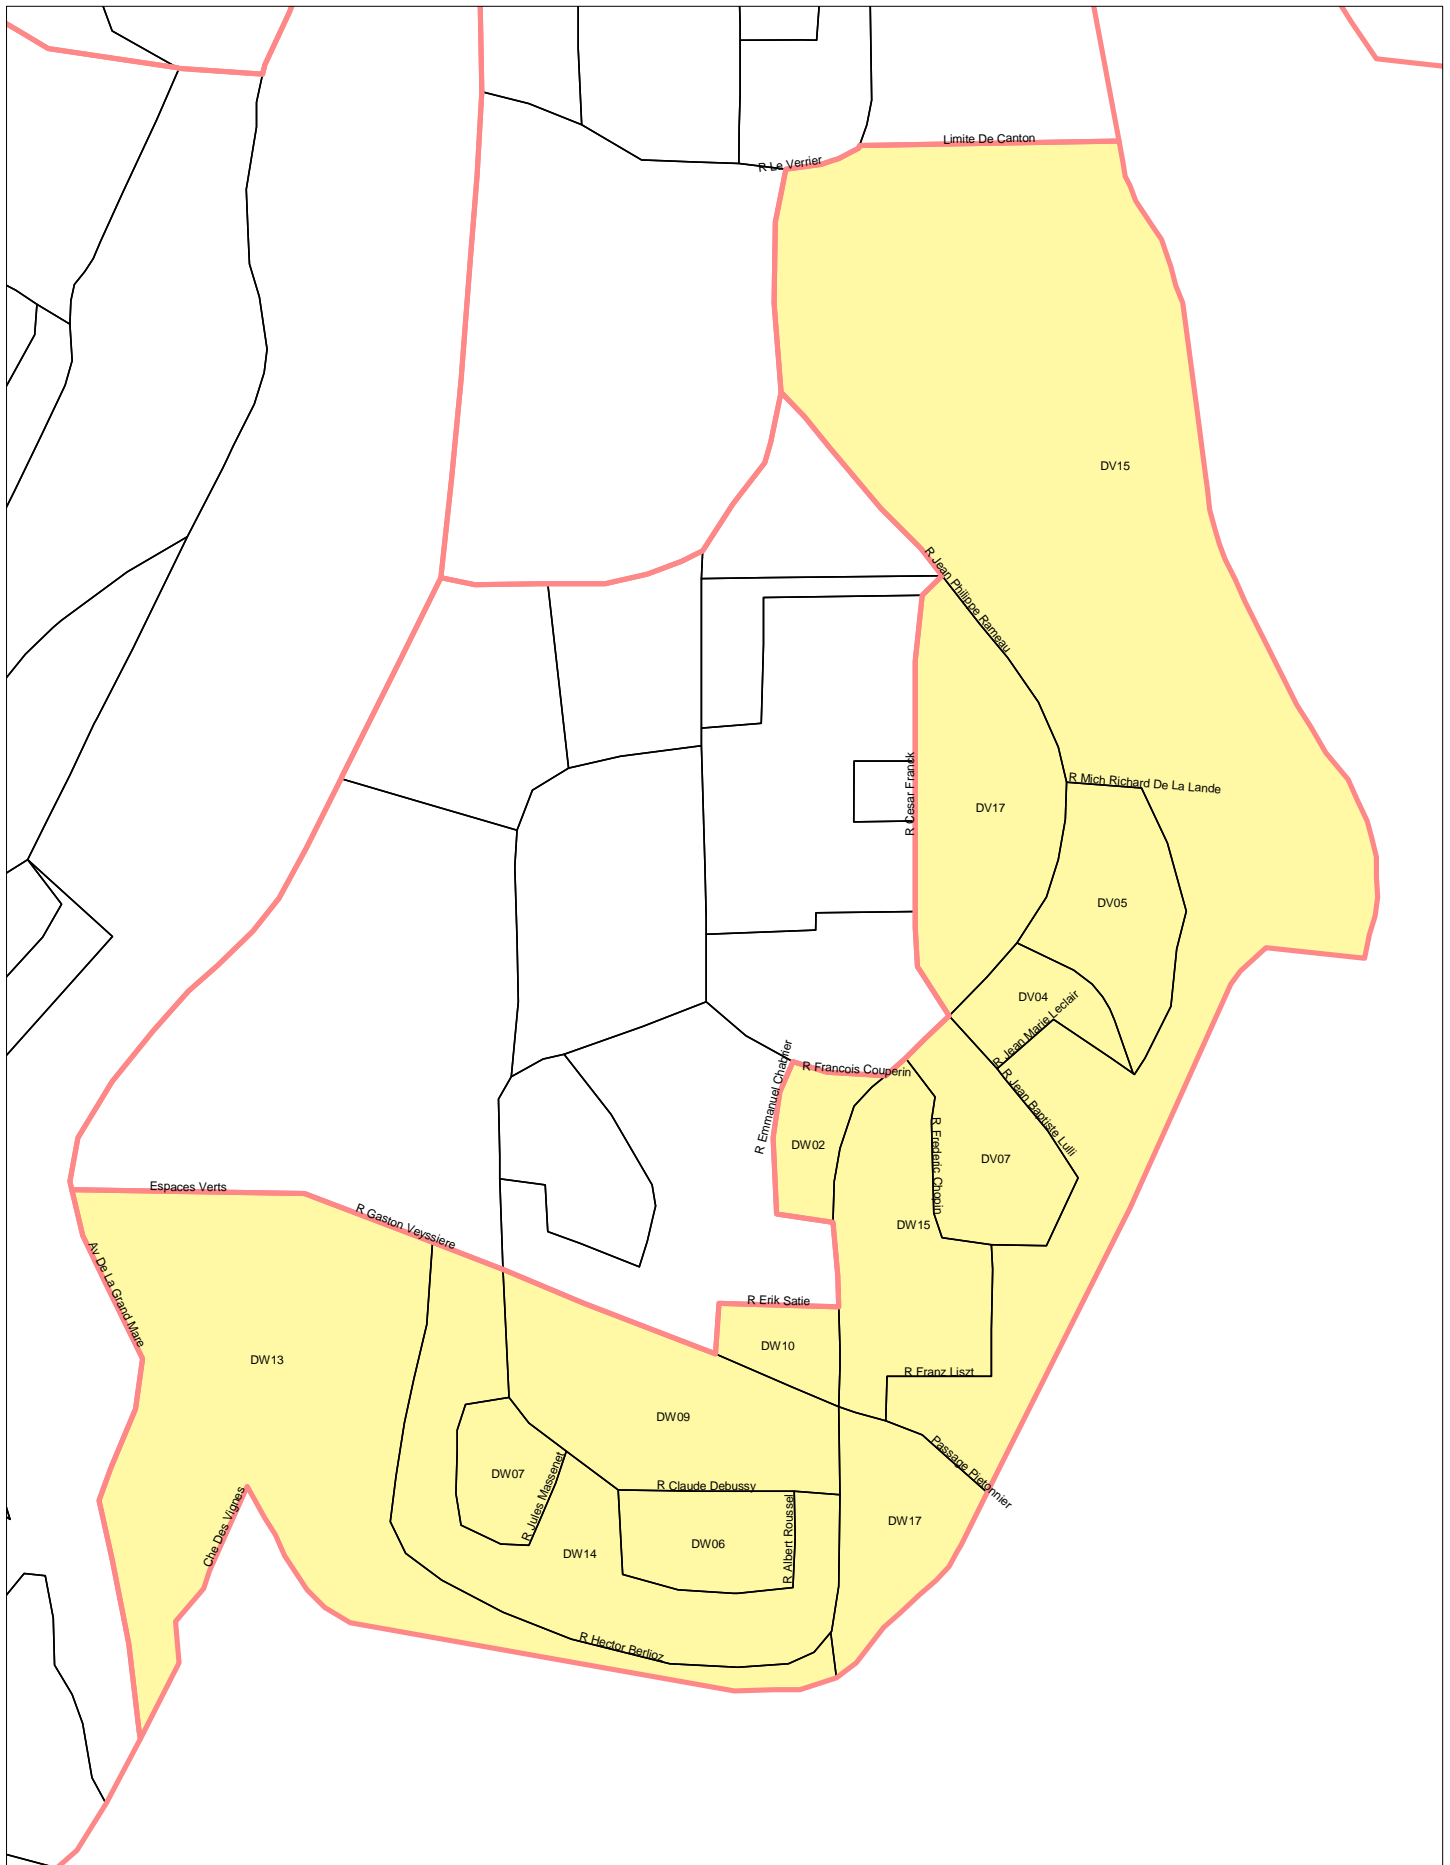 Limite De Canton
R Le Verrier
DV15
R Jean Philippe Rameau
R Mich Richard De La Lande
R Cesar Franck
DV17
DV05
DV04
R Jean Marie Leclair
R Francois Couperin
R Emmanuel Chabrier
R Jean Baptiste Lulli
DW02
R Frederic Chopin
DV07
Espaces Verts
R Gaston Veyssiere
DW15
Av De La Grand Mare
R Erik Satie
DW10
DW13
R Franz Liszt
DW09
Passage Pietonnier
DW07
R Jules Massenet
R Claude Debussy
Che Des Vignes
DW14
DW06
R Albert Roussel
DW17
R Hector Berlioz